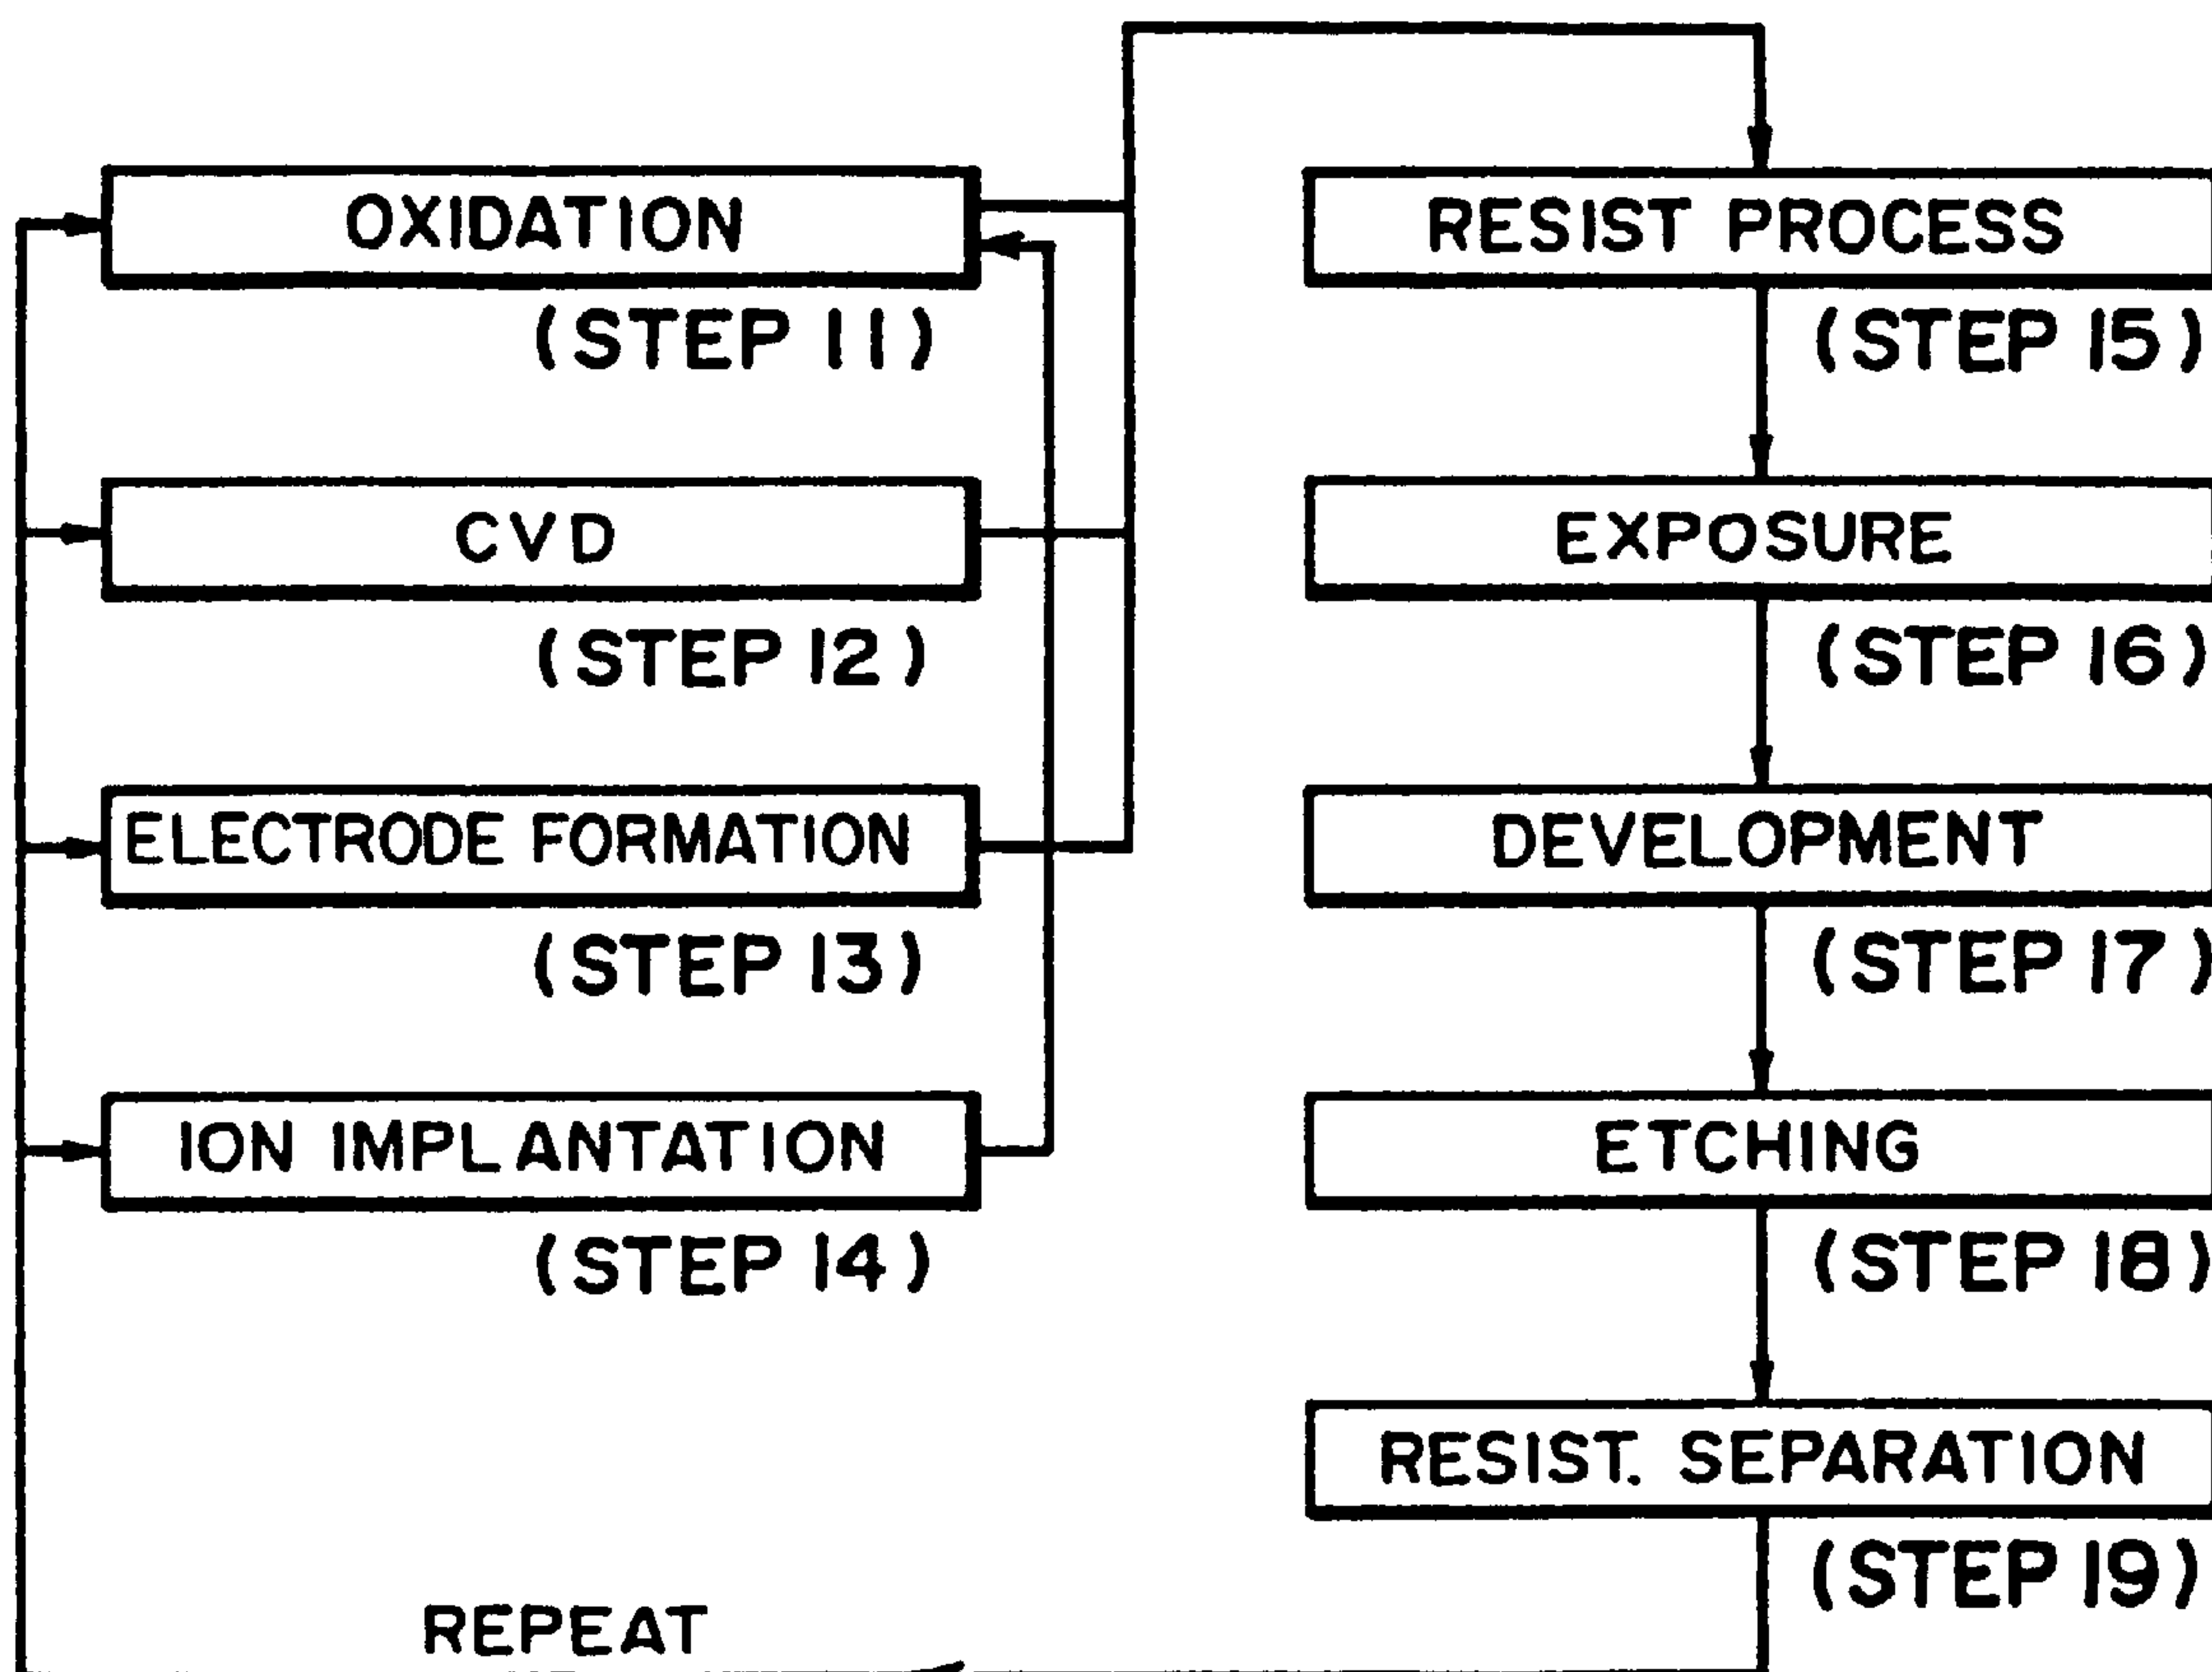 OXIDATION
(STEP 11)
CVD
(STEP 12)
ELECTRODE FORMATION
(STEP 13)
ION IMPLANTATION
(STEP 14)
REPEAT
RESIST PROCESS
(STEP 15)
EXPOSURE
(STEP 16)
DEVELOPMENT
(STEP 17)
ETCHING
(STEP 18)
RESIST. SEPARATION
(STEP 19)